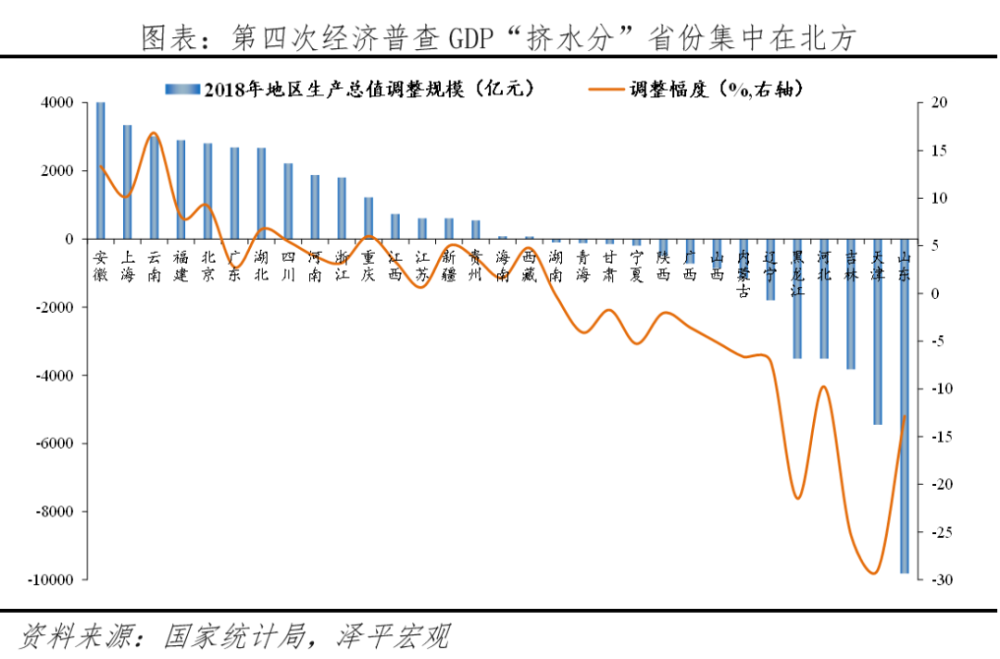 图表：第四次经济普查 GDP“挤水分”省份集中在北方
2018年地区生产总值调整规模（亿元）
调整幅度（%,右轴）
4000
2000
0
-2000
-4000
-6000
-8000
-10000
20
15
10
5
0
-5
-10
-15
-20
-25
-30
安徽
上海
云南
福建
北京
广东
湖北
四川
河南
浙江
重庆
江西
江苏
新疆
贵州
海南
西藏
湖南
青海
甘肃
宁夏
陕西
广西
山西
内蒙古
辽宁
黑龙江
河北
吉林
天津
山东
资料来源：国家统计局，泽平宏观